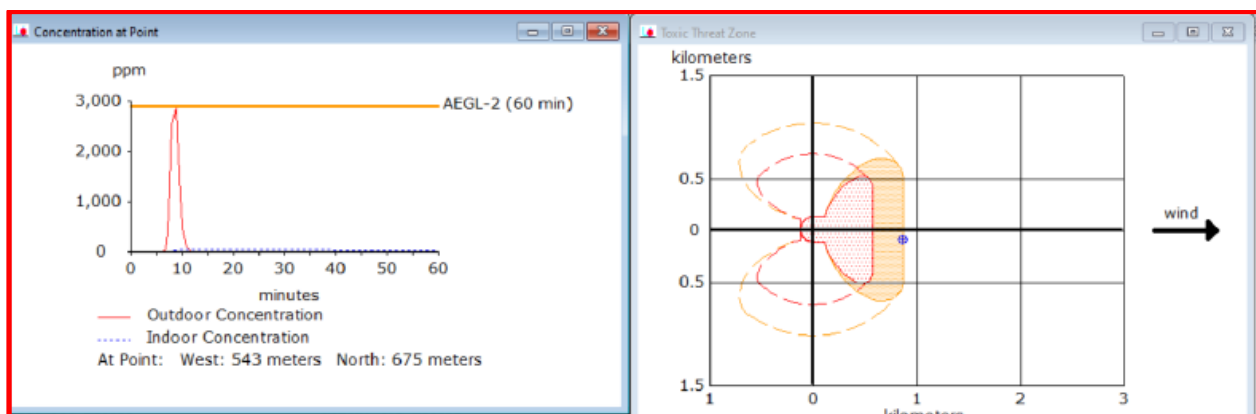 Concentration at Point
ppm
3,000
2,000
1,000
0
AEGL-2 (60 min)
0 10 20 30 40 50 60
minutes
Outdoor Concentration
Indoor Concentration
At Point: West: 543 meters North: 675 meters
Toxic Threat Zone
kilometers
1.5
0.5
0
0.5
1.5
wind
1 0 1 2 3
kilometers